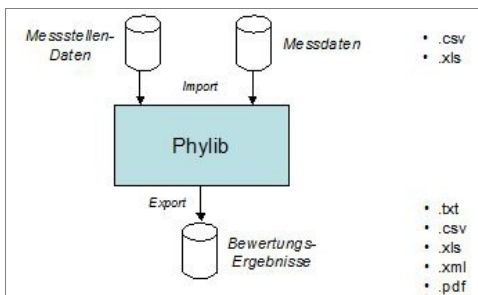 Messstellen-
Daten
Messdaten
• .csv
• .xls
Import
Phylib
Export
Bewertungs-
Ergebnisse
• .txt
• .csv
• .xls
• .xml
• .pdf